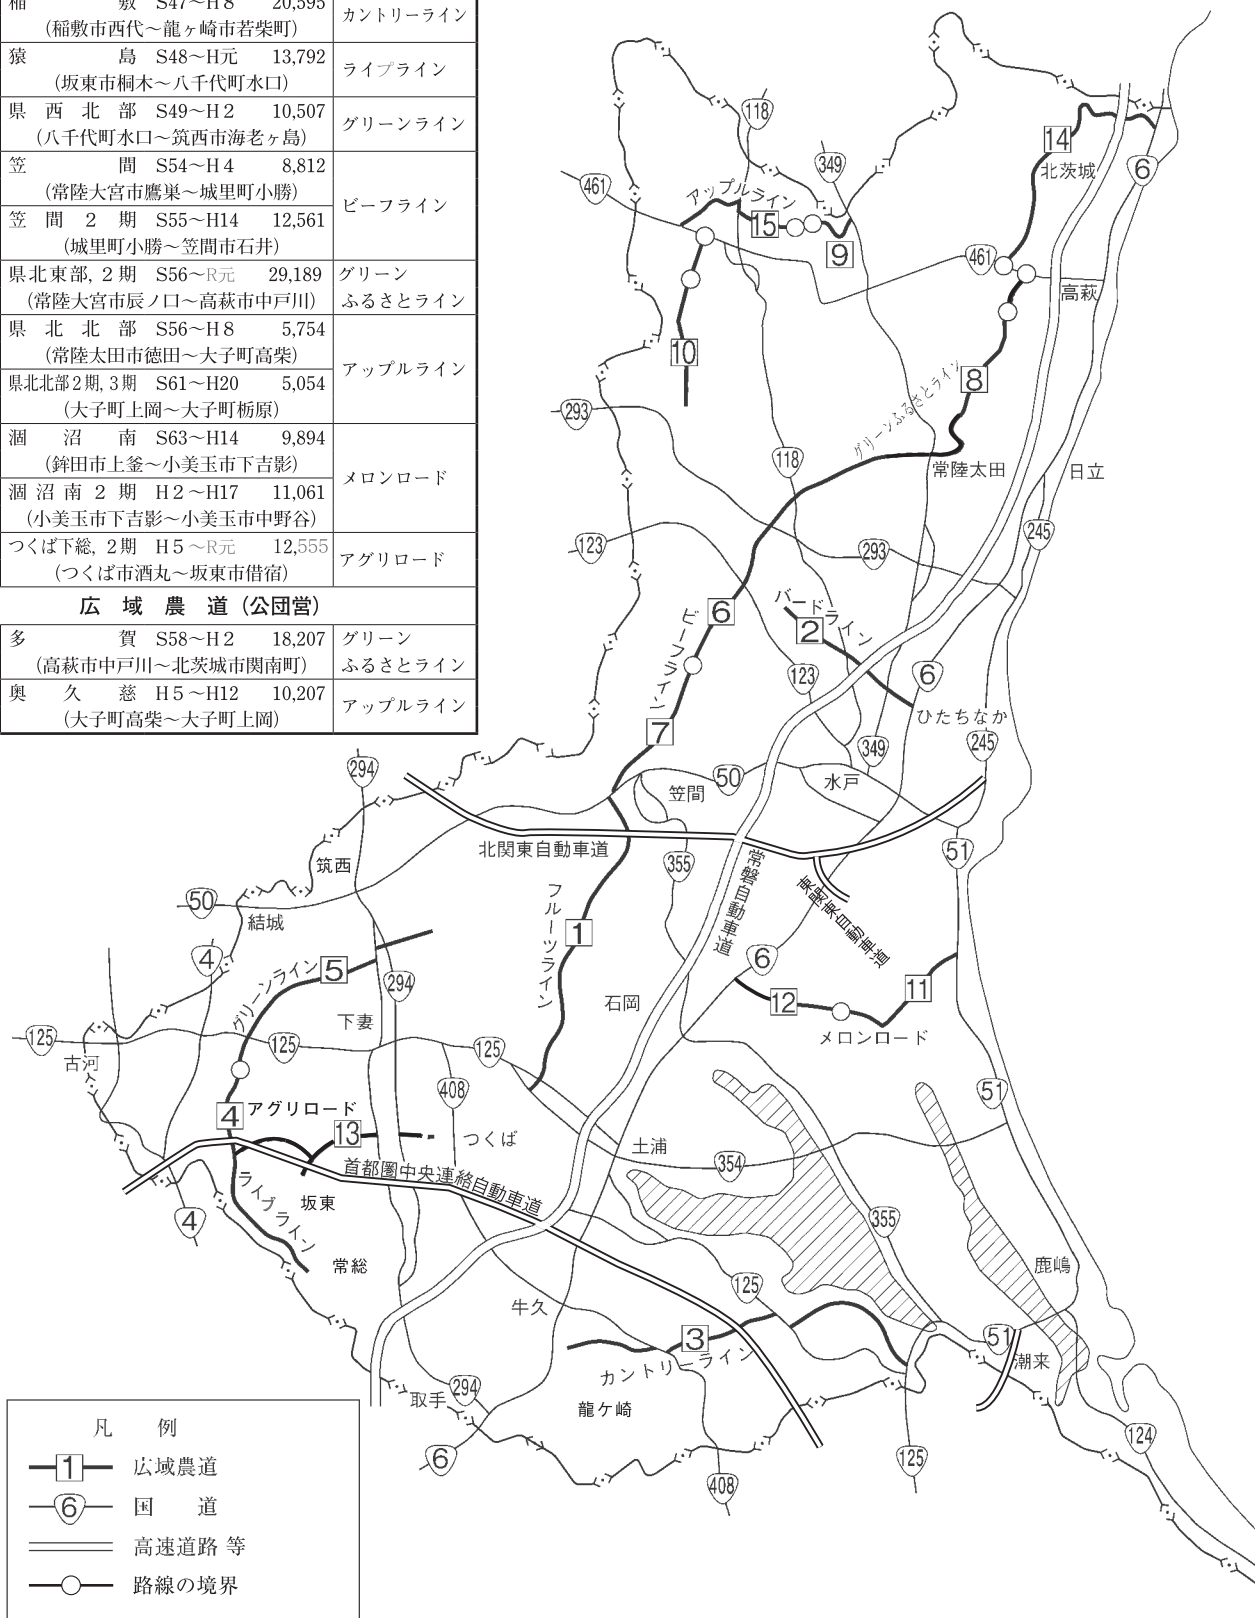 稲　敷 S47～H8 20,595 カントリーライン
(稲敷市西代～龍ヶ崎市若柴町)
猿　島 S48～H元 13,792 ライブライン
(坂東市桐木～八千代町水口)
県西北部 S49～H2 10,507 グリーンライン
(八千代町水口～筑西市海老ヶ島)
笠　間 S54～H4 8,812
(常陸大宮市鷹巣～城里町小勝)
ビーフライン
笠間2期 S55～H14 12,561
(城里町小勝～笠間市石井)
県北東部, 2期 S56～R元 29,189 グリーン
(常陸大宮市辰ノ口～高萩市中戸川) ふるさとライン
県北北部 S56～H8 5,754
(常陸太田市徳田～大子町高柴)
アップルライン
県北北部2期, 3期 S61～H20 5,054
(大子町上岡～大子町栃原)
涸沼南 S63～H14 9,894
(鉾田市上釜～小美玉市下吉影)
メロンロード
涸沼南2期 H2～H17 11,061
(小美玉市下吉影～小美玉市中野谷)
つくば下総, 2期 H5～R元 12,555 アグリロード
(つくば市酒丸～坂東市借宿)
広域農道（公団営）
多　賀 S58～H2 18,207 グリーン
(高萩市中戸川～北茨城市関南町) ふるさとライン
奥久慈 H5～H12 10,207 アップルライン
(大子町高柴～大子町上岡)
118
349
14
北茨城
6
461
アップルライン
15
9
461
高萩
10
8
グリーンふるさとライン
293
118
常陸太田
日立
245
123
293
ビーフライン
6
バードライン
2
123
6
ひたちなか
7
349
245
294
50
笠間
水戸
北関東自動車道
355
51
常磐自動車道
東関東自動車道
筑西
50
結城
フルーツライン
1
4
6
グリーンライン
5
294
石岡
12
11
メロンロード
下妻
125
125
125
古河
408
51
4
アグリロード
13
つくば
土浦
354
首都圏中央連絡自動車道
ライブライン
坂東
4
355
常総
鹿嶋
125
牛久
3
カントリーライン
51
潮来
294
取手
龍ケ崎
6
408
125
124
凡　例
1 広域農道
6 国　道
高速道路 等
路線の境界